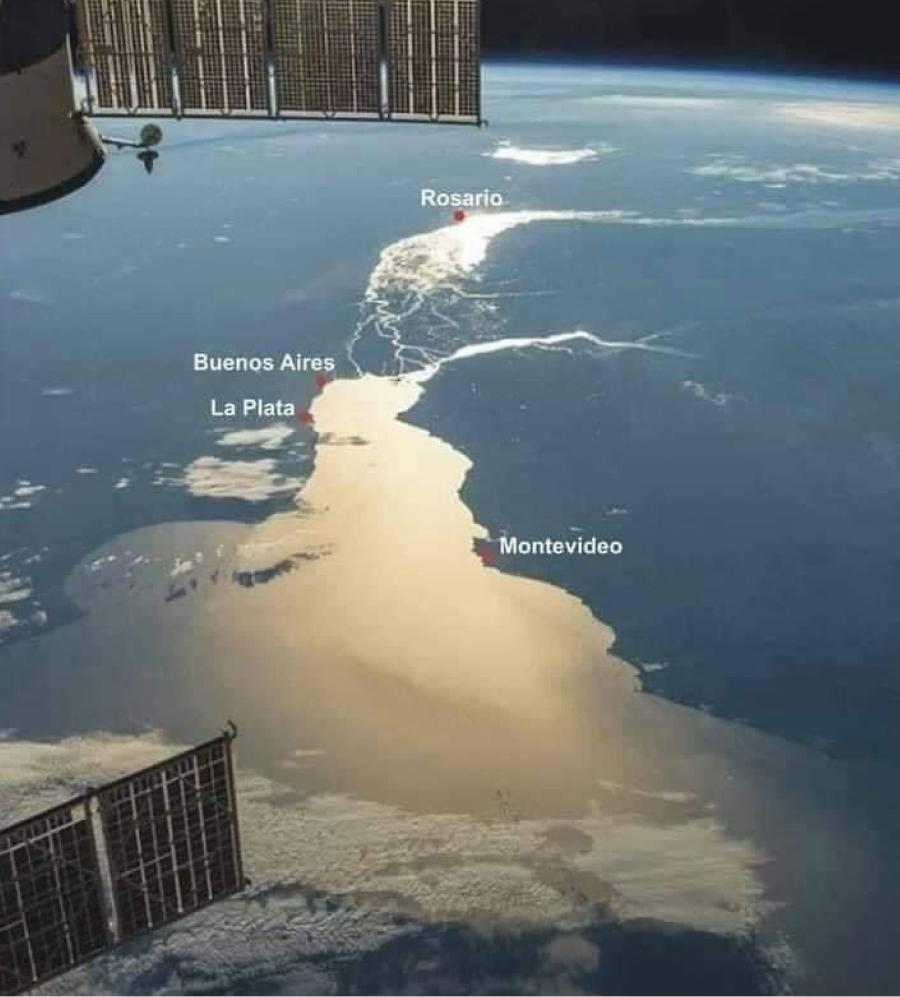 Rosario
Buenos Aires
La Plata
Montevideo